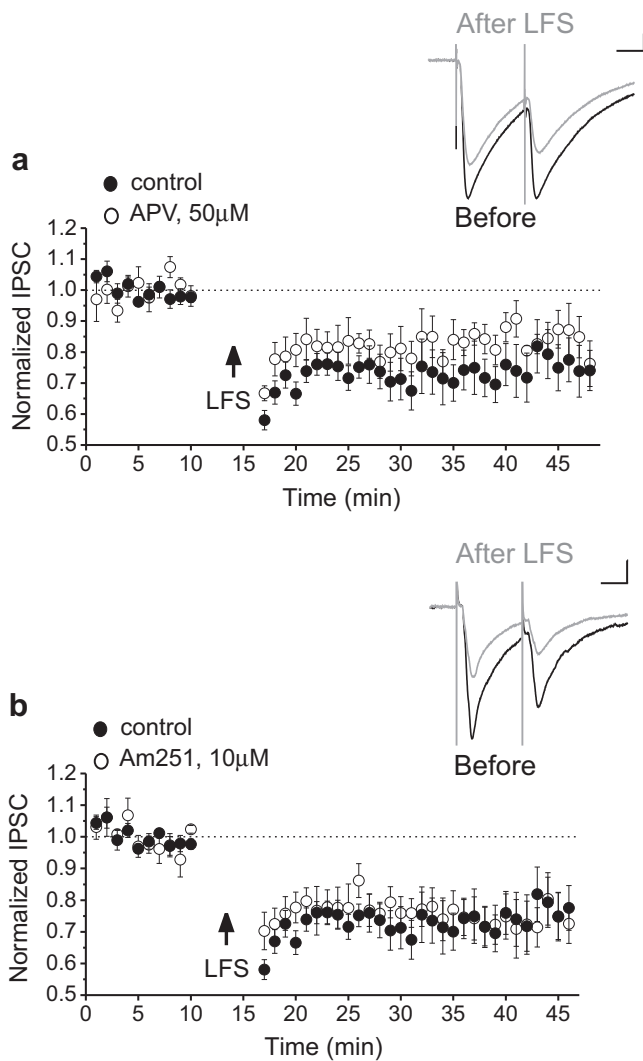 After LFS
a
control
APV, 50μM
Before
1.2
1.1
1.0
0.9
0.8
0.7
0.6
0.5
Normalized IPSC
LFS
0 5 10 15 20 25 30 35 40 45
Time (min)
After LFS
b
control
Am251, 10μM
Before
1.2
1.1
1.0
0.9
0.8
0.7
0.6
0.5
Normalized IPSC
LFS
0 5 10 15 20 25 30 35 40 45
Time (min)